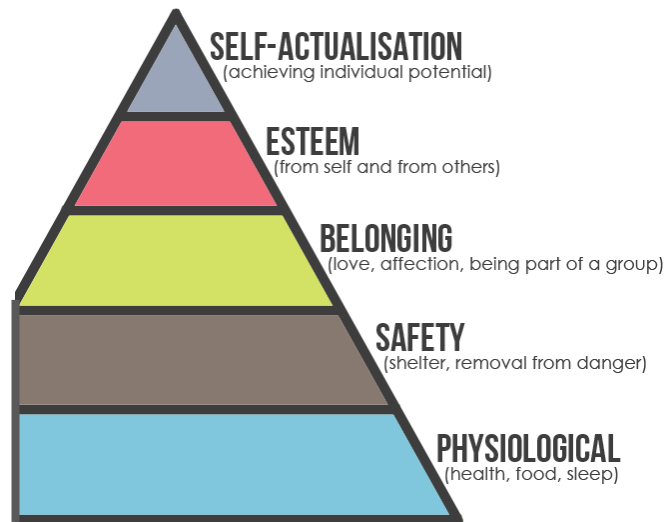 SELF-ACTUALISATION
(achieving individual potential)
ESTEEM
(from self and from others)
BELONGING
(love, affection, being part of a group)
SAFETY
(shelter, removal from danger)
PHYSIOLOGICAL
(health, food, sleep)